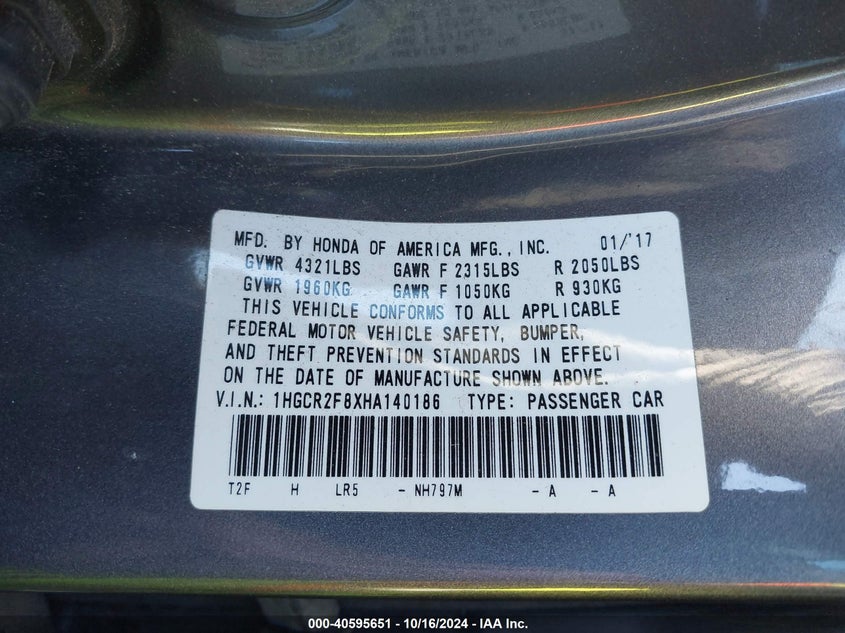 MFD. BY HONDA OF AMERICA MFG., INC. 01/'17
GVWR 4321LBS GAWR F 2315LBS R 2050LBS
GVWR 1960KG GAWR F 1050KG R 930KG
THIS VEHICLE CONFORMS TO ALL APPLICABLE
FEDERAL MOTOR VEHICLE SAFETY, BUMPER,
AND THEFT PREVENTION STANDARDS IN EFFECT
ON THE DATE OF MANUFACTURE SHOWN ABOVE.
V.I.N.: 1HGCR2F8XHA140186 TYPE: PASSENGER CAR
T2F H LR5 - NH797M - A - A
000-40595651 - 10/16/2024 - IAA Inc.